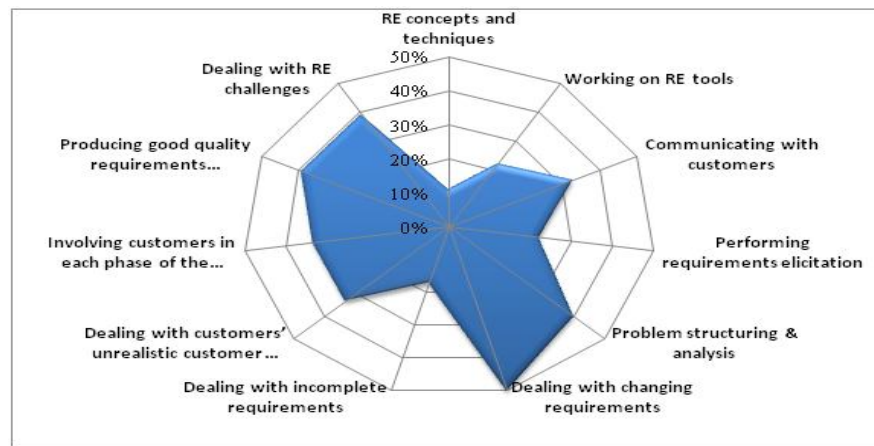 RE concepts and
techniques
Working on RE tools
Communicating with
customers
Performing
requirements elicitation
Problem structuring &
analysis
Dealing with changing
requirements
Dealing with incomplete
requirements
Dealing with customers’
unrealistic customer ...
Involving customers in
each phase of the ...
Producing good quality
requirements...
Dealing with RE
challenges
50%
40%
30%
20%
10%
0%